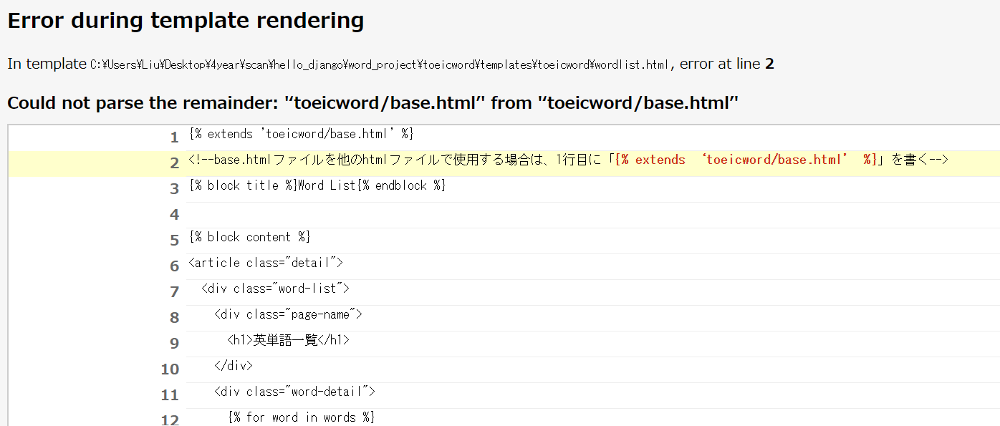 Error during template rendering
In template C:¥Users¥Liu¥Desktop¥4year¥scan¥hello_django¥word_project¥toeicword¥templates¥toeicword¥wordlist.html, error at line 2
Could not parse the remainder: "‘toeicword/base.html’" from "‘toeicword/base.html’"
1 {% extends 'toeicword/base.html' %}
2 <!--base.htmlファイルを他のhtmlファイルで使用する場合は、1行目に「{% extends ‘toeicword/base.html’ %}」を書く-->
3 {% block title %}Word List{% endblock %}
4
5 {% block content %}
6 <article class="detail">
7 <div class="word-list">
8 <div class="page-name">
9 <h1>英単語一覧</h1>
10 </div>
11 <div class="word-detail">
12 {% for word in words %}